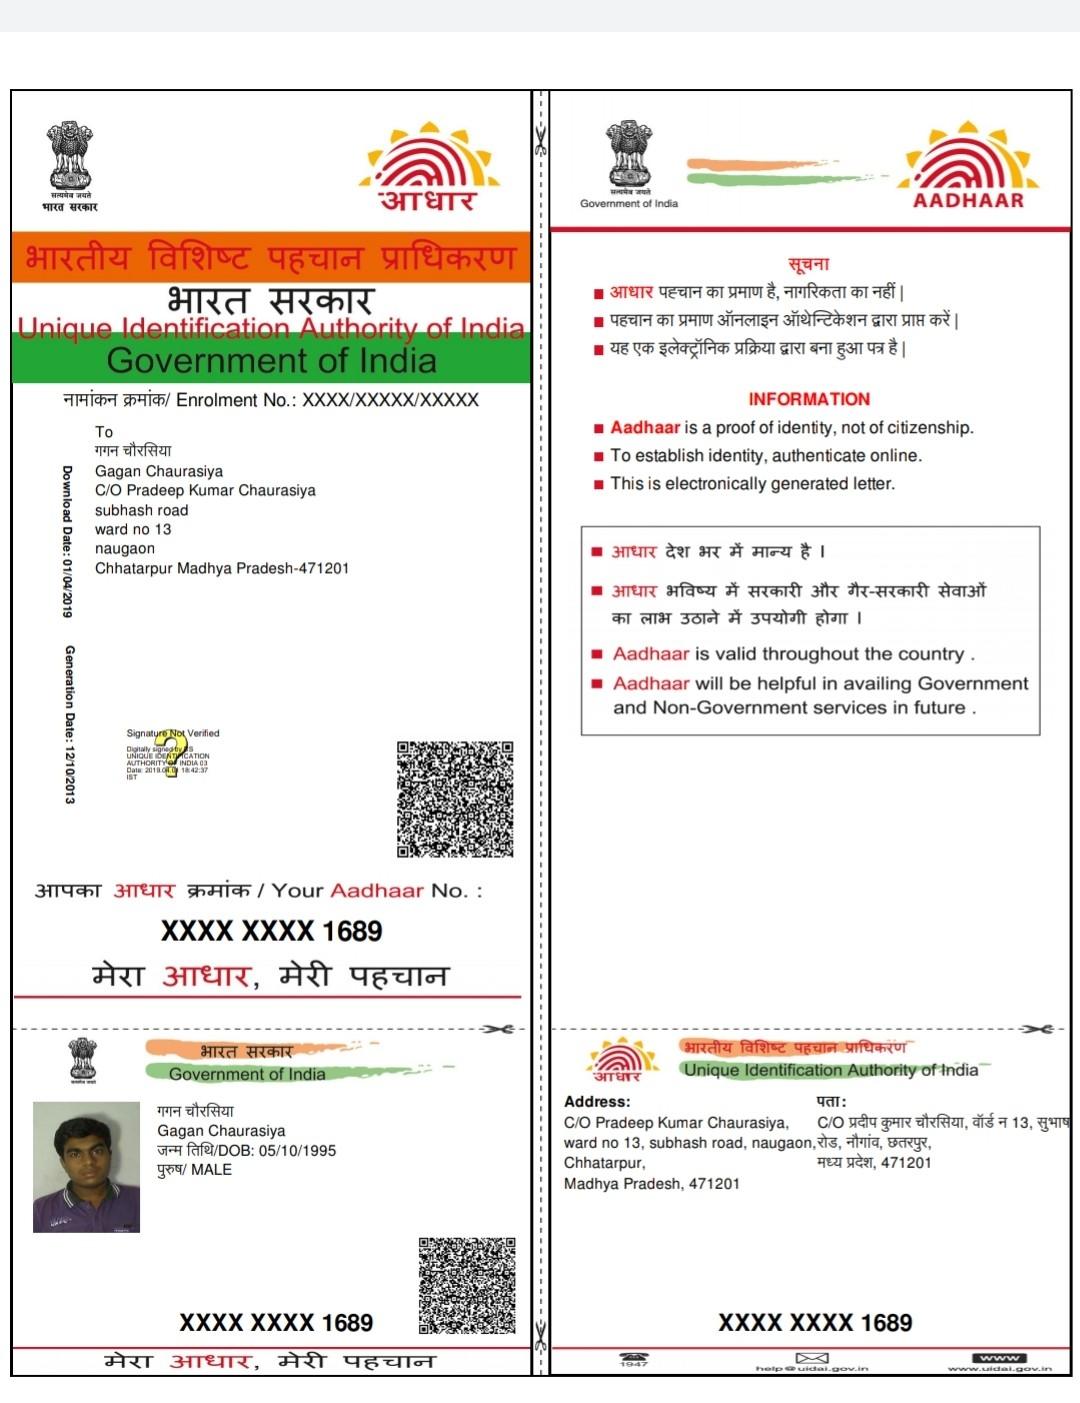 सत्यमेव जयते
भारत सरकार
आधार
भारतीय विशिष्ट पहचान प्राधिकरण
भारत सरकार
Unique Identification Authority of India
Government of India
नामांकन क्रमांक/ Enrolment No.: XXXX/XXXXX/XXXXX
To
गगन चौरसिया
Gagan Chaurasiya
C/O Pradeep Kumar Chaurasiya
subhash road
ward no 13
naugaon
Chhatarpur Madhya Pradesh-471201
Download Date: 01/04/2019
Generation Date: 12/10/2013
Signature Not Verified
Digitally signed by DS
UNIQUE IDENTIFICATION
AUTHORITY OF INDIA 03
Date: 2019.04.01 18:42:37
IST
आपका आधार क्रमांक / Your Aadhaar No. :
XXXX XXXX 1689
मेरा आधार, मेरी पहचान
सत्यमेव जयते
Government of India
AADHAAR
सूचना
आधार पहचान का प्रमाण है, नागरिकता का नहीं |
पहचान का प्रमाण ऑनलाइन ऑथेन्टिकेशन द्वारा प्राप्त करें |
यह एक इलेक्ट्रॉनिक प्रक्रिया द्वारा बना हुआ पत्र है |
INFORMATION
Aadhaar is a proof of identity, not of citizenship.
To establish identity, authenticate online.
This is electronically generated letter.
आधार देश भर में मान्य है ।
आधार भविष्य में सरकारी और गैर-सरकारी सेवाओं
का लाभ उठाने में उपयोगी होगा ।
Aadhaar is valid throughout the country .
Aadhaar will be helpful in availing Government
and Non-Government services in future .
सत्यमेव जयते
भारत सरकार
Government of India
गगन चौरसिया
Gagan Chaurasiya
जन्म तिथि/DOB: 05/10/1995
पुरुष/ MALE
XXXX XXXX 1689
मेरा आधार, मेरी पहचान
आधार
भारतीय विशिष्ट पहचान प्राधिकरण
Unique Identification Authority of India
Address:
C/O Pradeep Kumar Chaurasiya,
ward no 13, subhash road, naugaon,
Chhatarpur,
Madhya Pradesh, 471201
पता:
C/O प्रदीप कुमार चौरसिया, वॉर्ड न 13, सुभाष
रोड, नौगांव, छतरपुर,
मध्य प्रदेश, 471201
XXXX XXXX 1689
1947
help@uidai.gov.in
www
www.uidai.gov.in